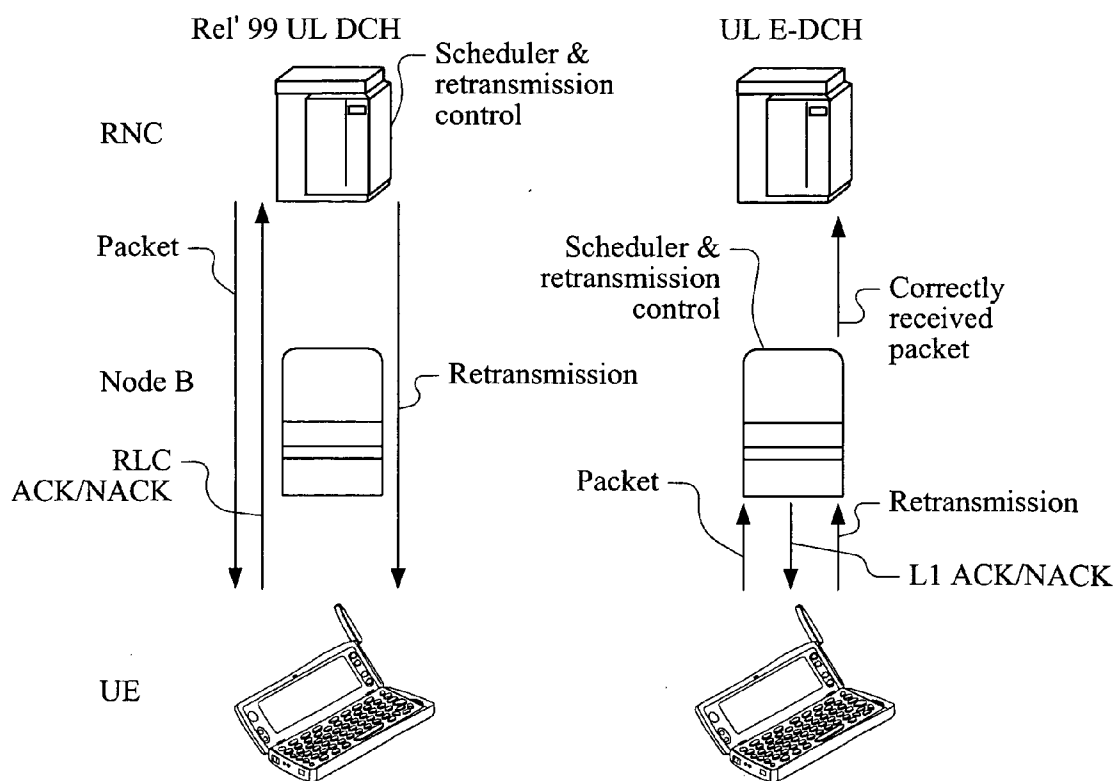 Rel' 99 UL DCH
UL E-DCH
Scheduler &
retransmission
control
RNC
Packet
Scheduler &
retransmission
control
Correctly
received
packet
Node B
Retransmission
RLC
ACK/NACK
Packet
Retransmission
L1 ACK/NACK
UE